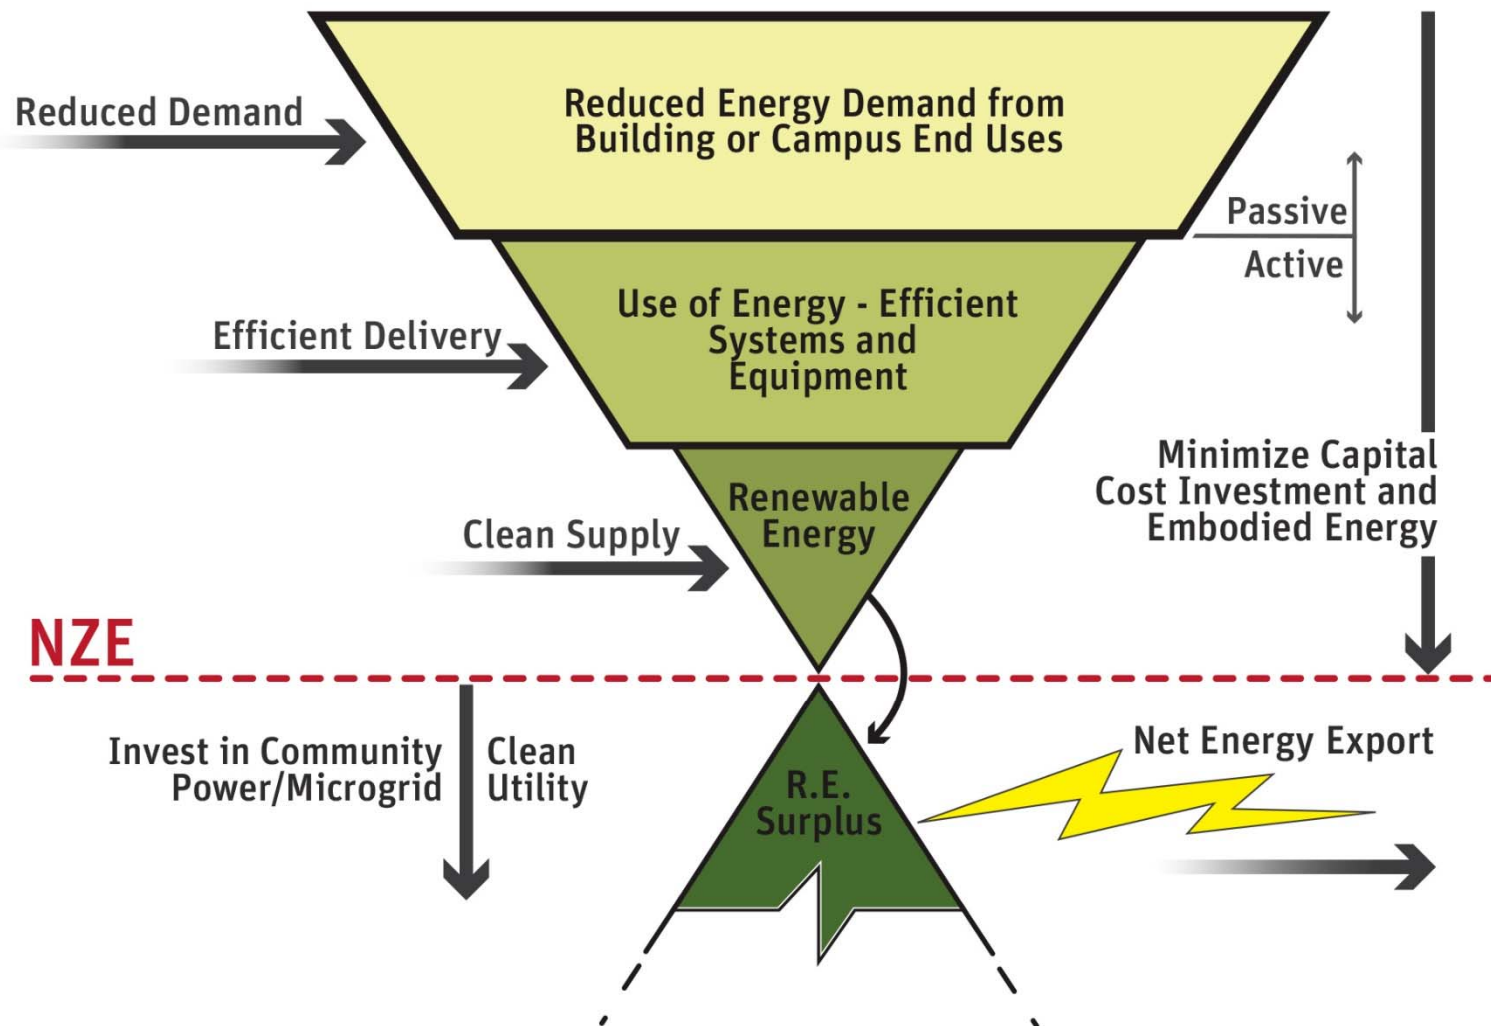 Reduced Demand
Reduced Energy Demand from
Building or Campus End Uses
Passive
Active
Efficient Delivery
Use of Energy - Efficient
Systems and
Equipment
Minimize Capital
Cost Investment and
Embodied Energy
Clean Supply
Renewable
Energy
NZE
Invest in Community
Power/Microgrid
Clean
Utility
R.E.
Surplus
Net Energy Export